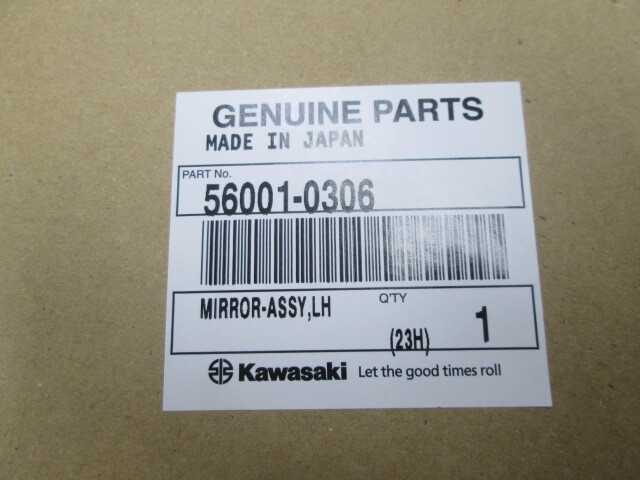 GENUINE PARTS
MADE IN JAPAN
PART No.
56001-0306
MIRROR-ASSY,LH
Q'TY
(23H) 1
Kawasaki Let the good times roll